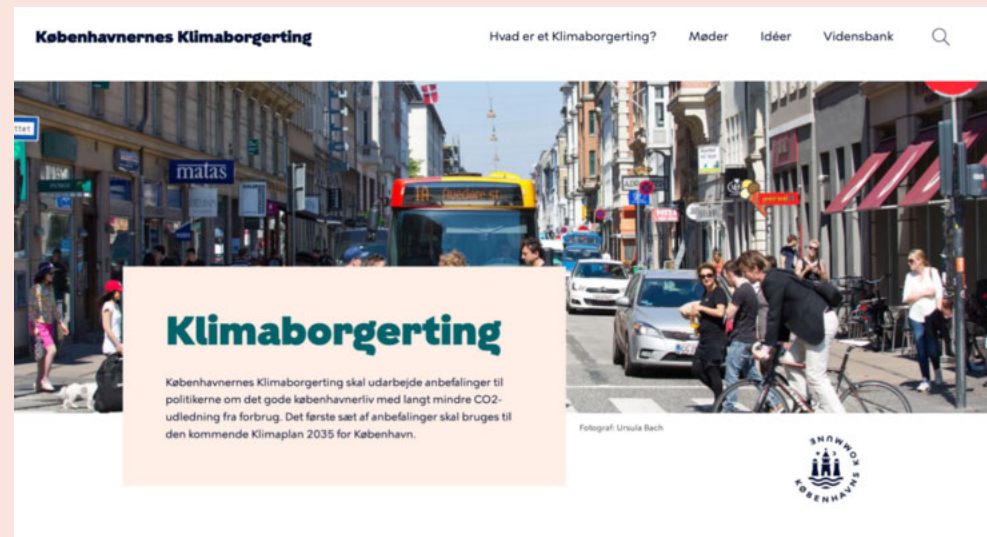 Københavnernes Klimaborgerting
Hvad er et Klimaborgerting? Møder Idéer Vidensbank
matas
1A
Klimaborgerting
Københavnernes Klimaborgerting skal udarbejde anbefalinger til
politikerne om det gode københavnerliv med langt mindre CO2-
udledning fra forbrug. Det første sæt af anbefalinger skal bruges til
den kommende Klimaplan 2035 for København.
Fotograf: Ursula Bach
KØBENHAVNS KOMMUNE